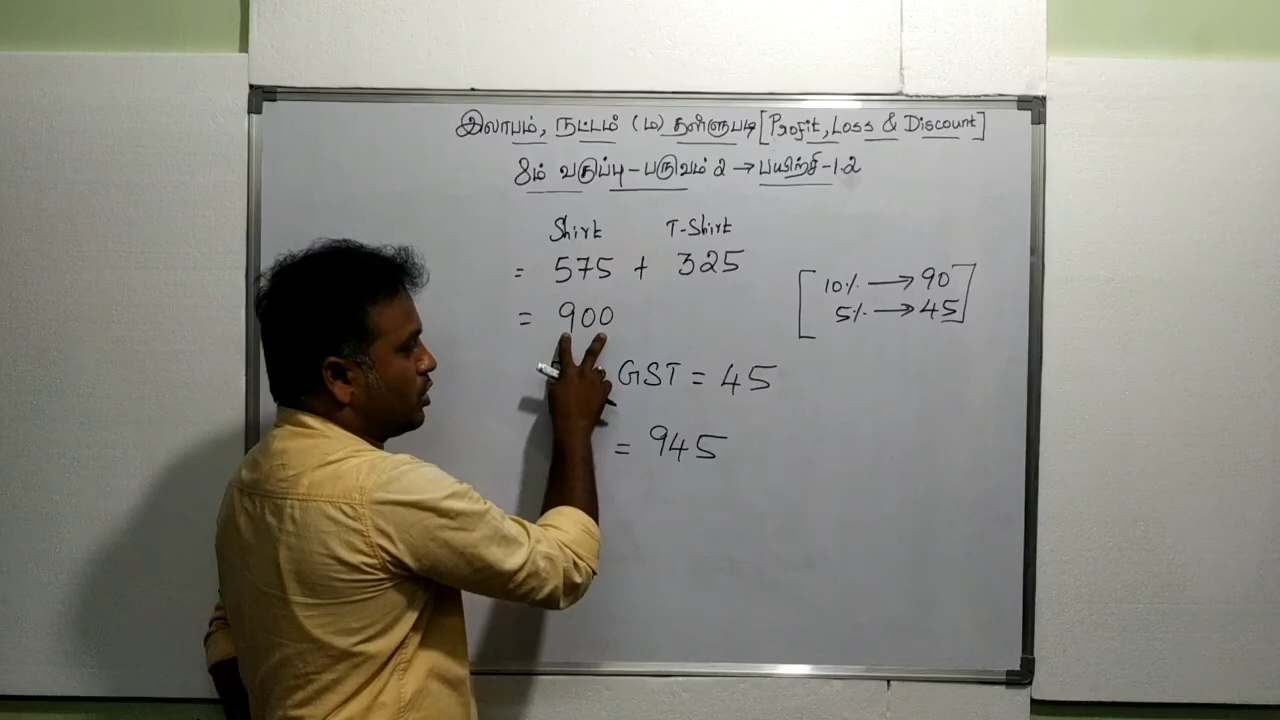 இலாபம், நட்டம் (ம) தள்ளுபடி [Profit, Loss & Discount]
8ம் வகுப்பு - பருவம் 2 → பயிற்சி - 1.2
Shirt T-Shirt
= 575 + 325
= 900
[10% → 90
5% → 45]
GST = 45
= 945